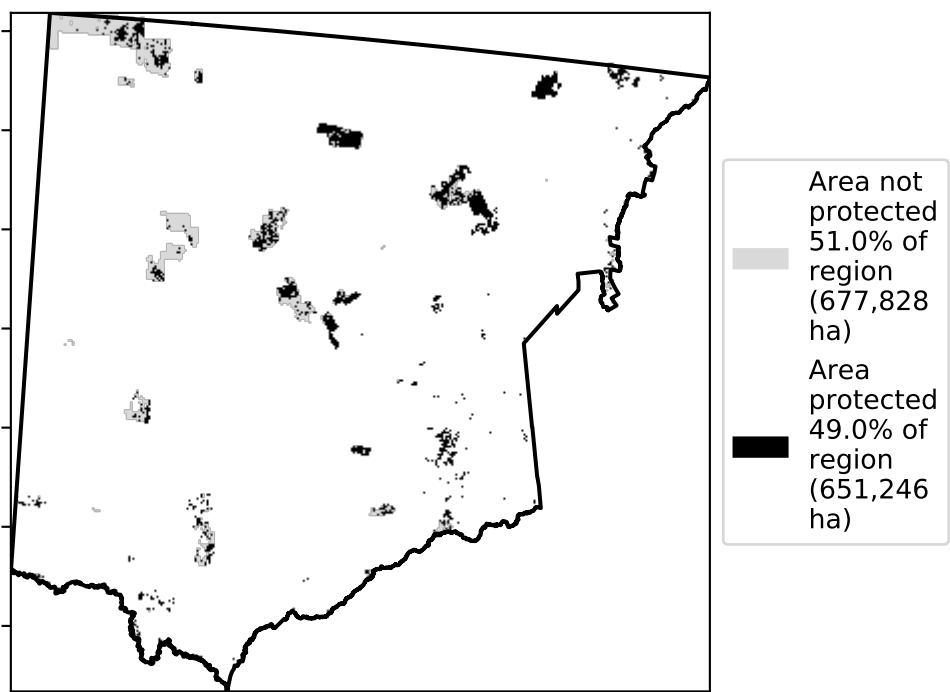 Area not
protected
51.0% of
region
(677,828
ha)
Area
protected
49.0% of
region
(651,246
ha)